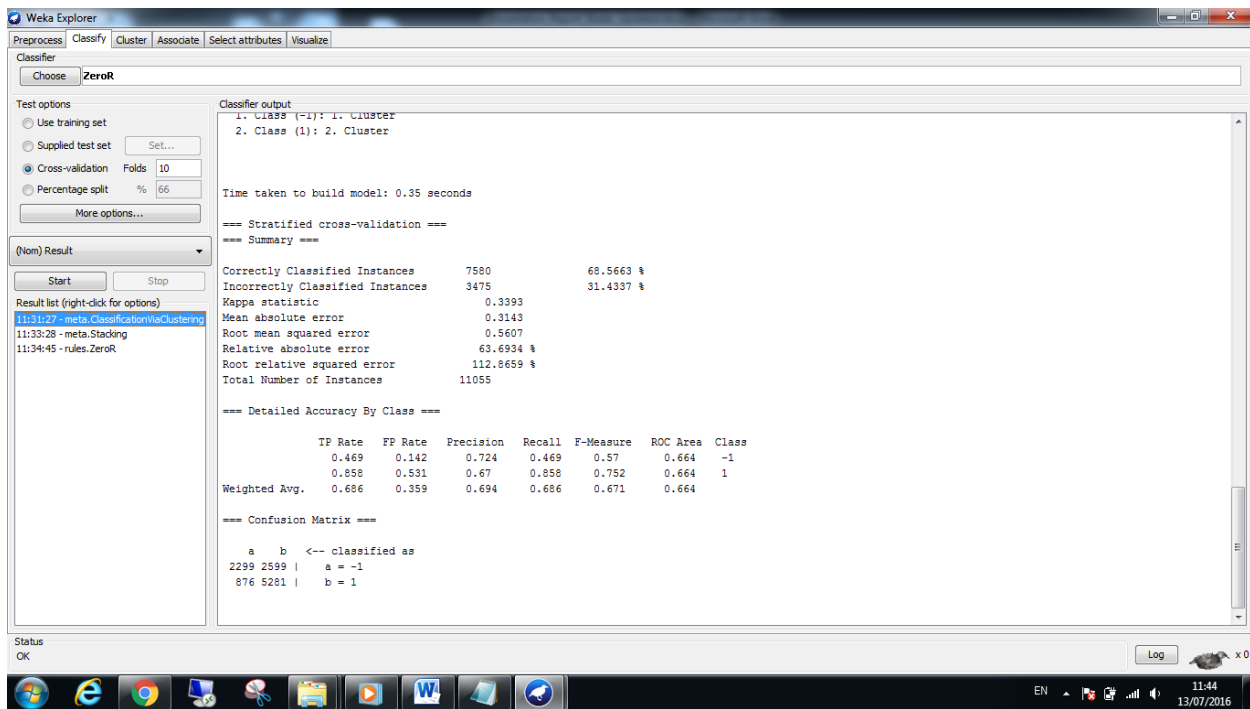 Weka Explorer
Preprocess Classify Cluster Associate Select attributes Visualize
Classifier
Choose ZeroR
Test options
Use training set
Supplied test set Set...
Cross-validation Folds 10
Percentage split % 66
More options...
(Nom) Result
Start Stop
Result list (right-click for options)
11:31:27 - meta.ClassificationViaClustering
11:33:28 - meta.Stacking
11:34:45 - rules.ZeroR
Classifier output
1. Class (-1): 1. Cluster
2. Class (1): 2. Cluster
Time taken to build model: 0.35 seconds
=== Stratified cross-validation ===
=== Summary ===
Correctly Classified Instances 7580 68.5663 %
Incorrectly Classified Instances 3475 31.4337 %
Kappa statistic 0.3393
Mean absolute error 0.3143
Root mean squared error 0.5607
Relative absolute error 63.6934 %
Root relative squared error 112.8659 %
Total Number of Instances 11055
=== Detailed Accuracy By Class ===
TP Rate FP Rate Precision Recall F-Measure ROC Area Class
0.469 0.142 0.724 0.469 0.57 0.664 -1
0.858 0.531 0.67 0.858 0.752 0.664 1
Weighted Avg. 0.686 0.359 0.694 0.686 0.671 0.664
=== Confusion Matrix ===
a b <-- classified as
2299 2599 | a = -1
876 5281 | b = 1
Status
OK
Log x 0
EN
11:44
13/07/2016